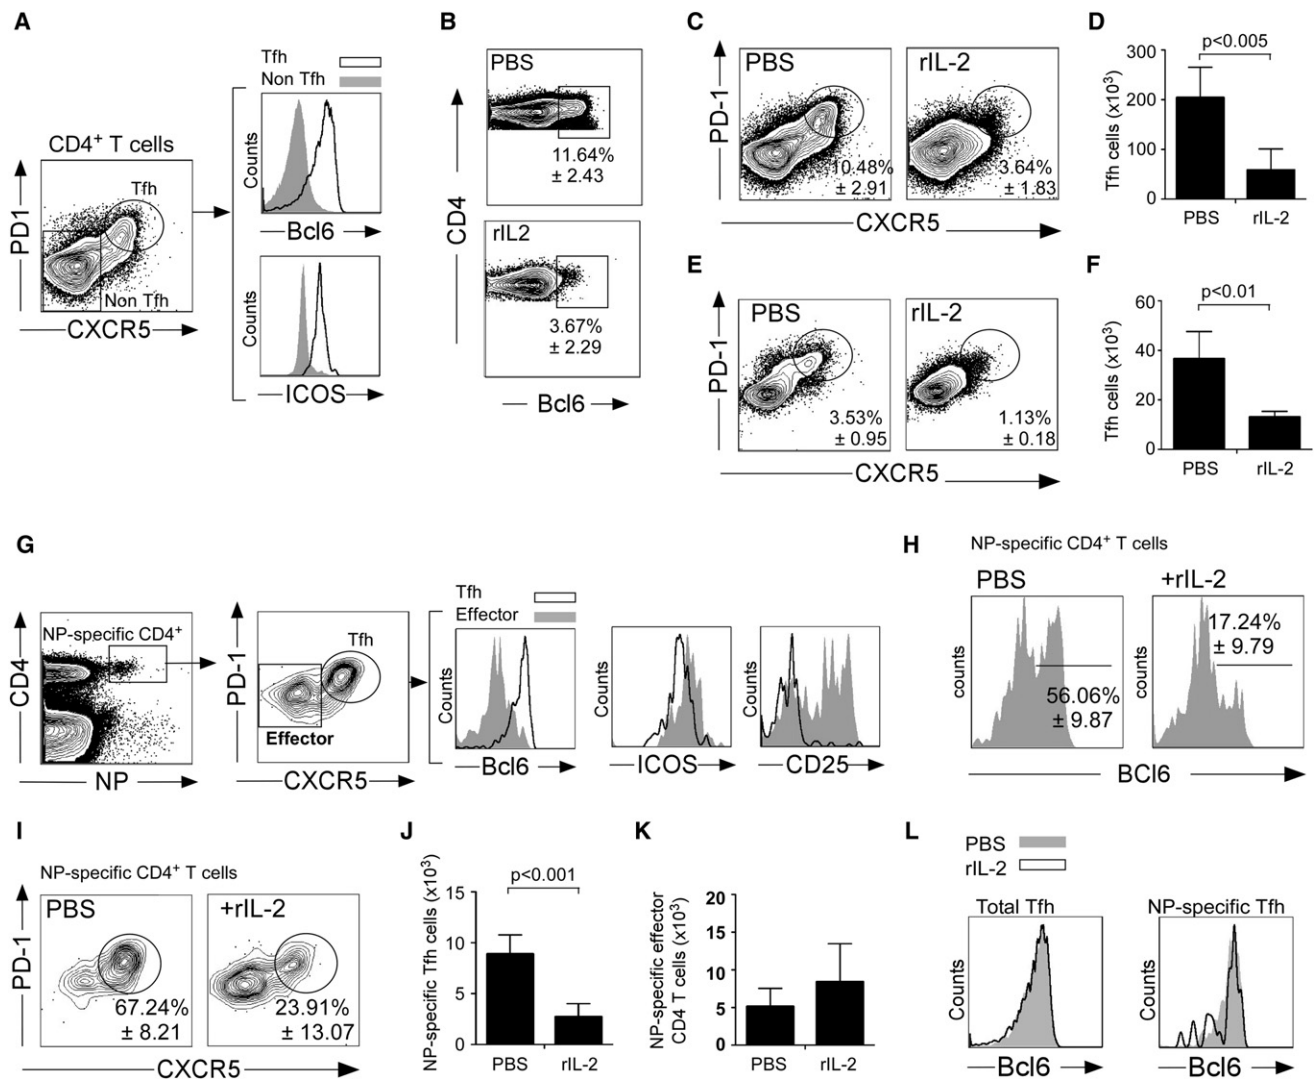 A
Tfh
Non Tfh
CD4+ T cells
Tfh
PD1
Non Tfh
CXCR5
Counts
Bcl6
Counts
ICOS
B
PBS
11.64%
± 2.43
CD4
rIL2
3.67%
± 2.29
Bcl6
C
PBS
rIL-2
PD-1
10.48%
± 2.91
3.64%
± 1.83
CXCR5
D
p<0.005
300
200
100
0
Tfh cells (x103)
PBS
rIL-2
E
PBS
rIL-2
PD-1
3.53%
± 0.95
1.13%
± 0.18
CXCR5
F
p<0.01
60
40
20
0
Tfh cells (x103)
PBS
rIL-2
G
NP-specific CD4+
CD4
NP
Tfh
PD-1
Effector
CXCR5
Tfh
Effector
Counts
Bcl6
Counts
ICOS
Counts
CD25
H
NP-specific CD4+ T cells
PBS
+rIL-2
counts
56.06%
± 9.87
counts
17.24%
± 9.79
BCl6
I
NP-specific CD4+ T cells
PBS
+rIL-2
PD-1
67.24%
± 8.21
23.91%
± 13.07
CXCR5
J
NP-specific Tfh cells (x103)
p<0.001
15
10
5
0
PBS
rIL-2
K
NP-specific effector
CD4 T cells (x103)
20
15
10
5
0
PBS
rIL-2
L
PBS
rIL-2
Total Tfh
NP-specific Tfh
Counts
Bcl6
Counts
Bcl6